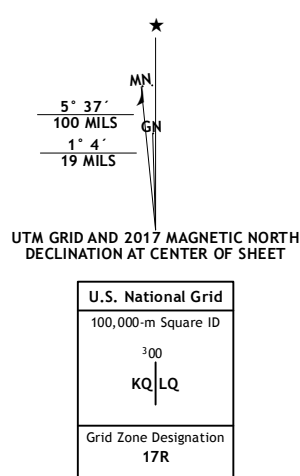 ★
MN.
5° 37´
100 MILS
GN
1° 4´
19 MILS
UTM GRID AND 2017 MAGNETIC NORTH
DECLINATION AT CENTER OF SHEET
U.S. National Grid
100,000-m Square ID
³00
KQ LQ
Grid Zone Designation
17R